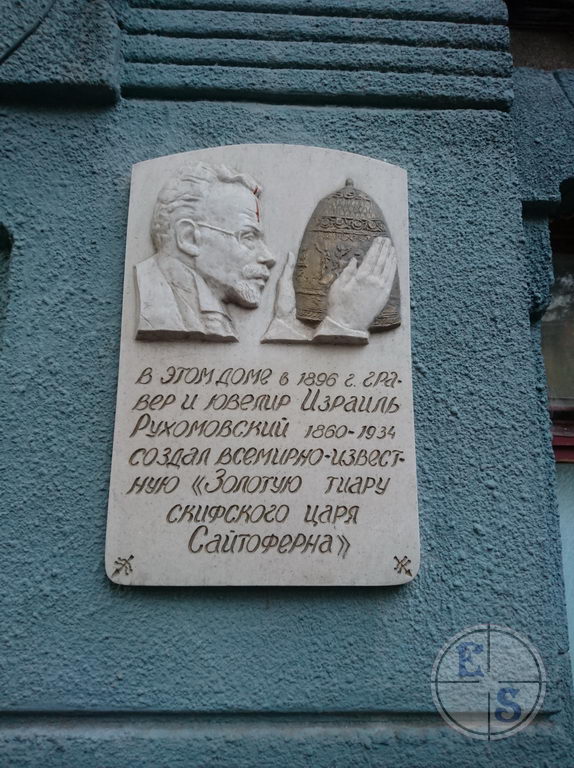 В ЭТОМ ДОМЕ в 1896 г. гра-
вер и ювелир Израиль
Рухомовский 1860-1934
создал всемирно-извест-
ную «Золотую тиару
скифского царя
Сайтоферна»
E
S